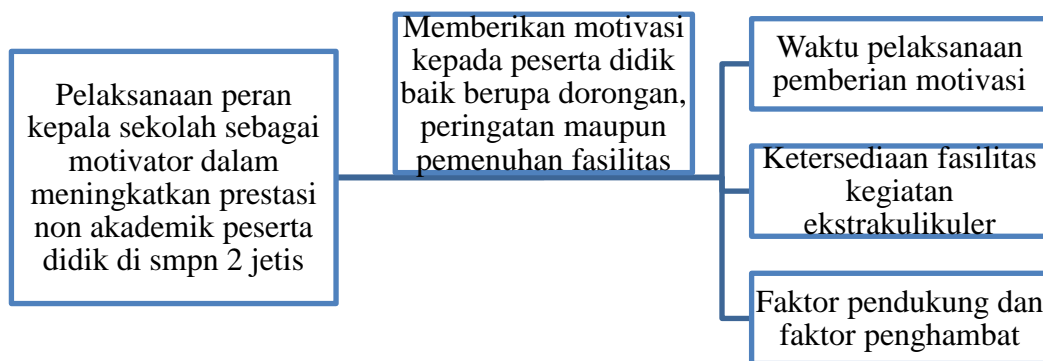 Pelaksanaan peran
kepala sekolah sebagai
motivator dalam
meningkatkan prestasi
non akademik peserta
didik di smpn 2 jetis
Memberikan motivasi
kepada peserta didik
baik berupa dorongan,
peringatan maupun
pemenuhan fasilitas
Waktu pelaksanaan
pemberian motivasi
Ketersediaan fasilitas
kegiatan
ekstrakulikuler
Faktor pendukung dan
faktor penghambat